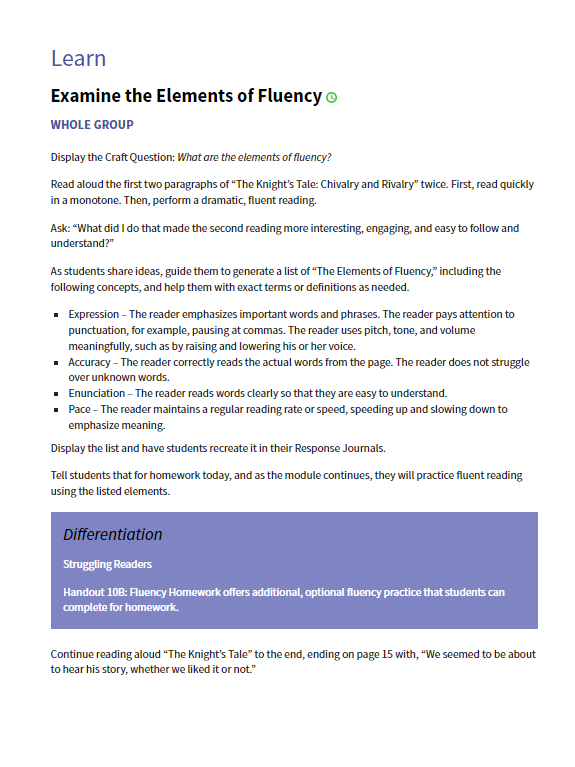 Learn
Examine the Elements of Fluency
WHOLE GROUP
Display the Craft Question: What are the elements of fluency?
Read aloud the first two paragraphs of “The Knight’s Tale: Chivalry and Rivalry” twice. First, read quickly
in a monotone. Then, perform a dramatic, fluent reading.
Ask: “What did I do that made the second reading more interesting, engaging, and easy to follow and
understand?”
As students share ideas, guide them to generate a list of “The Elements of Fluency,” including the
following concepts, and help them with exact terms or definitions as needed.
▪ Expression – The reader emphasizes important words and phrases. The reader pays attention to
punctuation, for example, pausing at commas. The reader uses pitch, tone, and volume
meaningfully, such as by raising and lowering his or her voice.
▪ Accuracy – The reader correctly reads the actual words from the page. The reader does not struggle
over unknown words.
▪ Enunciation – The reader reads words clearly so that they are easy to understand.
▪ Pace – The reader maintains a regular reading rate or speed, speeding up and slowing down to
emphasize meaning.
Display the list and have students recreate it in their Response Journals.
Tell students that for homework today, and as the module continues, they will practice fluent reading
using the listed elements.
Differentiation
Struggling Readers
Handout 10B: Fluency Homework offers additional, optional fluency practice that students can
complete for homework.
Continue reading aloud “The Knight’s Tale” to the end, ending on page 15 with, “We seemed to be about
to hear his story, whether we liked it or not.”